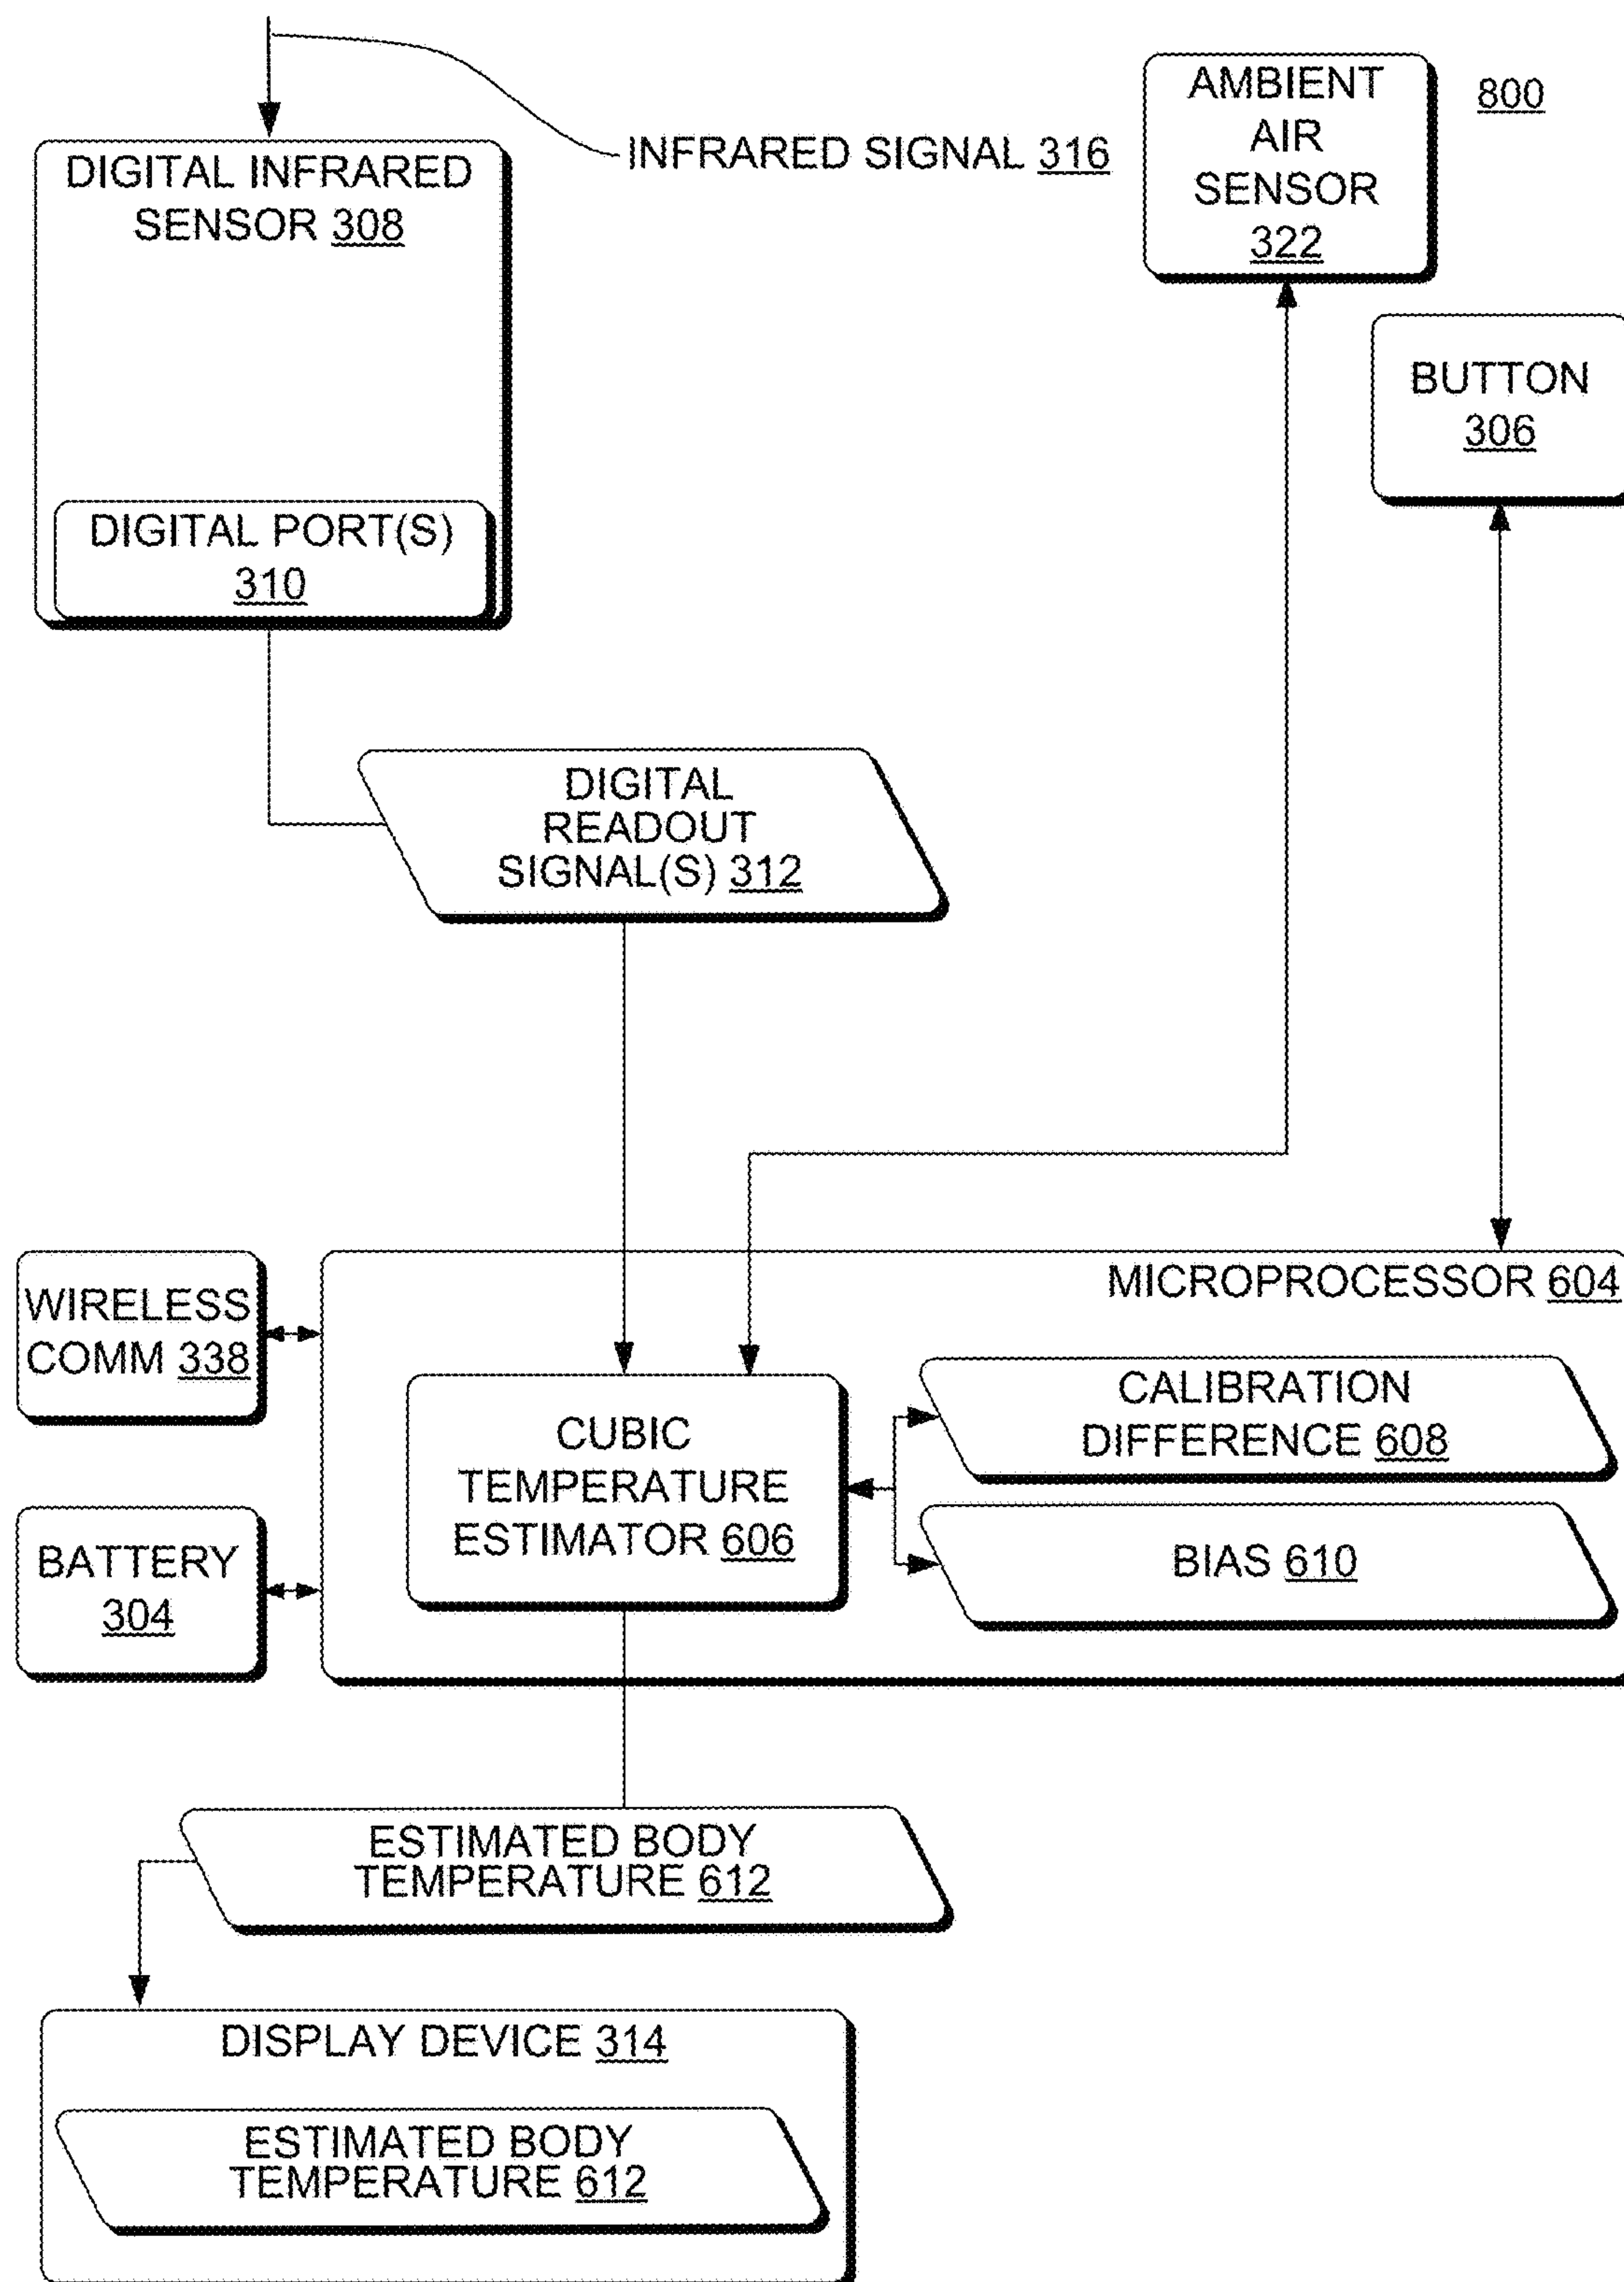 AMBIENT
AIR
SENSOR
322
800
INFRARED SIGNAL 316
DIGITAL INFRARED
SENSOR 308
BUTTON
306
DIGITAL PORT(S)
310
DIGITAL
READOUT
SIGNAL(S) 312
MICROPROCESSOR 604
WIRELESS
COMM 338
CALIBRATION
DIFFERENCE 608
CUBIC
TEMPERATURE
ESTIMATOR 606
BIAS 610
BATTERY
304
ESTIMATED BODY
TEMPERATURE 612
DISPLAY DEVICE 314
ESTIMATED BODY
TEMPERATURE 612